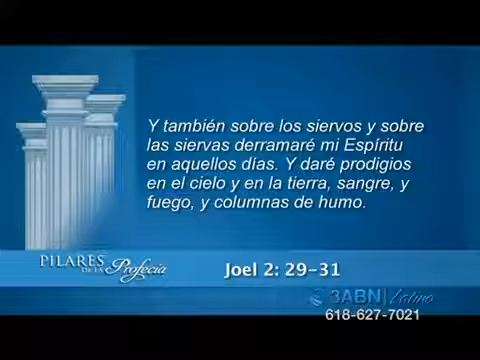 Y también sobre los siervos y sobre
las siervas derramaré mi Espíritu
en aquellos días. Y daré prodigios
en el cielo y en la tierra, sangre, y
fuego, y columnas de humo.
PILARES
DE LA Profecía
Joel 2: 29-31
3ABN Latino
618-627-7021